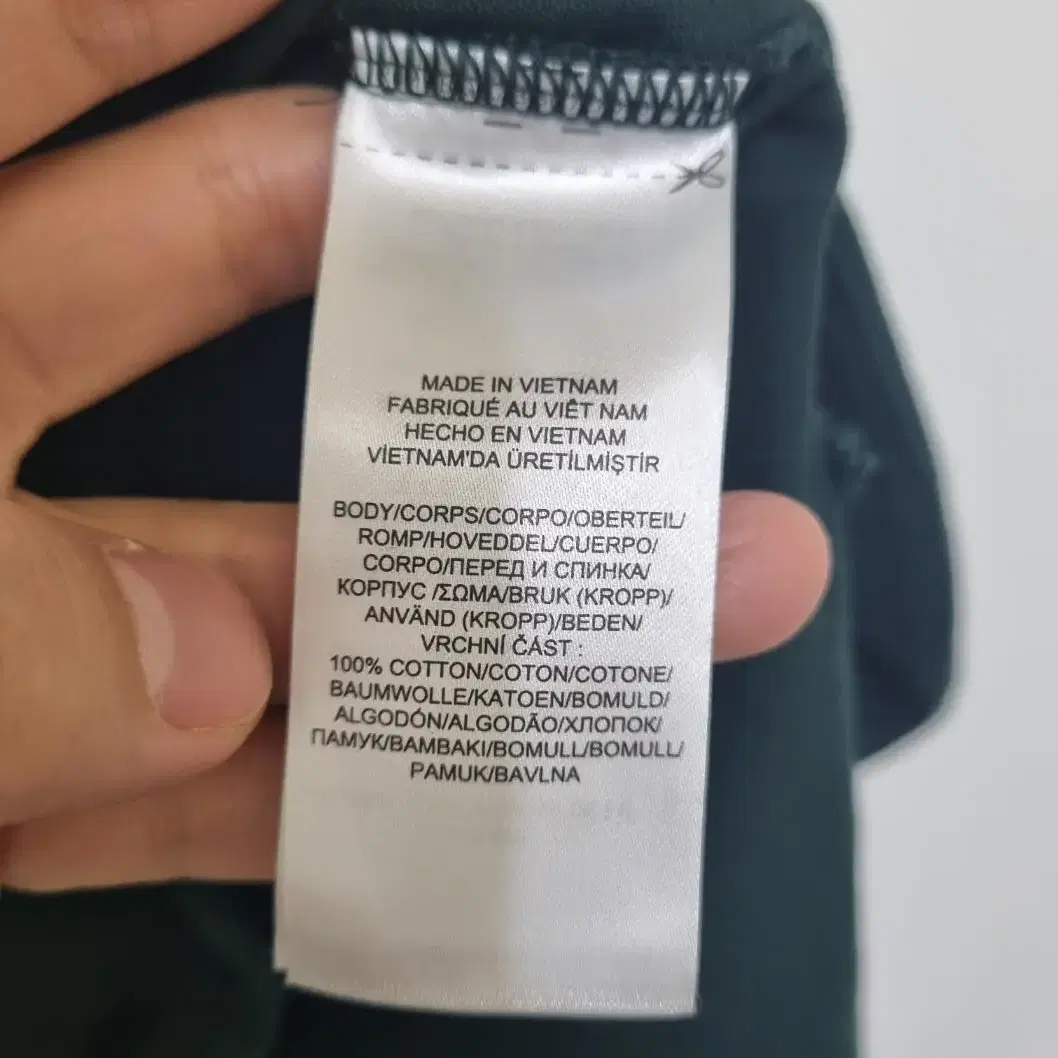 MADE IN VIETNAM
FABRIQUÉ AU VIÊT NAM
HECHO EN VIETNAM
VİETNAM'DA ÜRETİLMİŞTİR
BODY/CORPS/CORPO/OBERTEIL/
ROMP/HOVEDDEL/CUERPO/
CORPO/ПЕРЕД И СПИНКА/
КОРПУС /ΣΩΜΑ/BRUK (KROPP)/
ANVÄND (KROPP)/BEDEN/
VRCHNÍ ČÁST :
100% COTTON/COTON/COTONE/
BAUMWOLLE/KATOEN/BOMULD/
ALGODÓN/ALGODÃO/ХЛОПОК/
ПАМУК/BAMBAKI/BOMULL/BOMULL/
PAMUK/BAVLNA